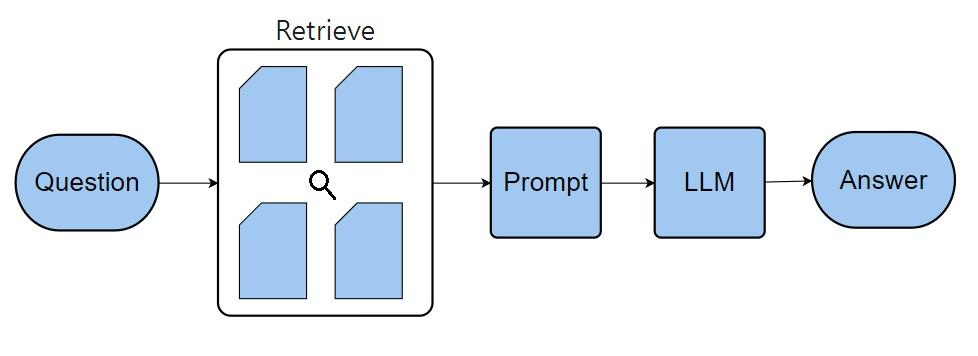 Retrieve
Question
Prompt
LLM
Answer